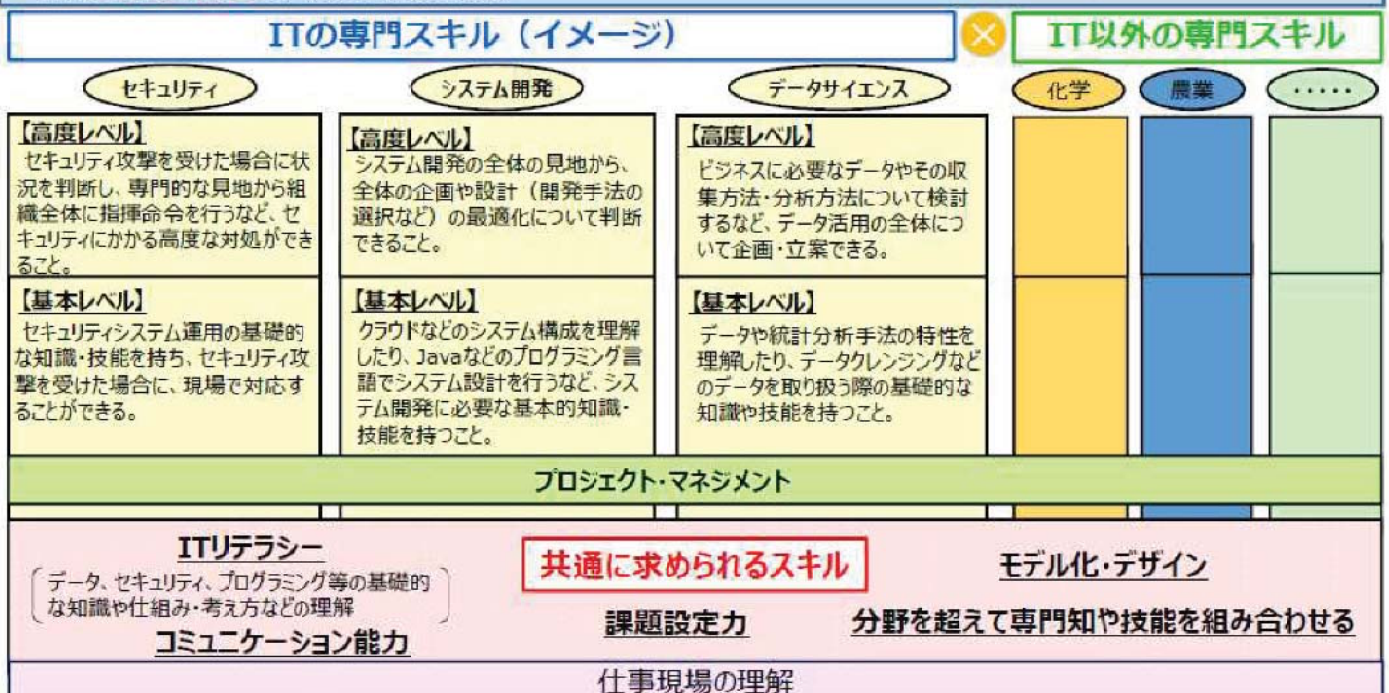 ITの専門スキル（イメージ）
IT以外の専門スキル
セキュリティ
システム開発
データサイエンス
化学
農業
‥‥‥
【高度レベル】
セキュリティ攻撃を受けた場合に状
況を判断し、専門的な見地から組
織全体に指揮命令を行うなど、セ
キュリティにかかる高度な対処ができ
ること。
【高度レベル】
システム開発の全体の見地から、
全体の企画や設計（開発手法の
選択など）の最適化について判断
できること。
【高度レベル】
ビジネスに必要なデータやその収
集方法・分析方法について検討
するなど、データ活用の全体につ
いて企画・立案できる。
【基本レベル】
セキュリティシステム運用の基礎的
な知識・技能を持ち、セキュリティ攻
撃を受けた場合に、現場で対応す
ることができる。
【基本レベル】
クラウドなどのシステム構成を理解
したり、Javaなどのプログラミング言
語でシステム設計を行うなど、シス
テム開発に必要な基本的知識・
技能を持つこと。
【基本レベル】
データや統計分析手法の特性を
理解したり、データクレンジングなど
のデータを取り扱う際の基礎的な
知識や技能を持つこと。
プロジェクト・マネジメント
ITリテラシー
データ、セキュリティ、プログラミング等の基礎的
な知識や仕組み・考え方などの理解
コミュニケーション能力
共通に求められるスキル
課題設定力
モデル化・デザイン
分野を超えて専門知や技能を組み合わせる
仕事現場の理解